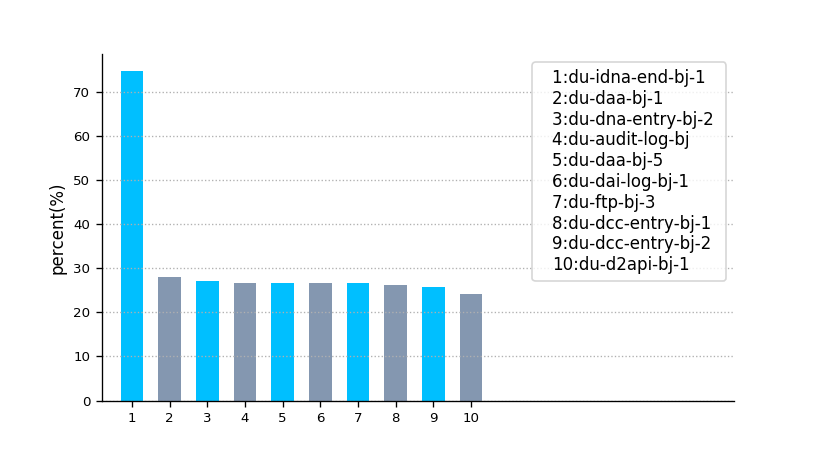 percent(%)
70
60
50
40
30
20
10
0
1 2 3 4 5 6 7 8 9 10
1:du-idna-end-bj-1
2:du-daa-bj-1
3:du-dna-entry-bj-2
4:du-audit-log-bj
5:du-daa-bj-5
6:du-dai-log-bj-1
7:du-ftp-bj-3
8:du-dcc-entry-bj-1
9:du-dcc-entry-bj-2
10:du-d2api-bj-1